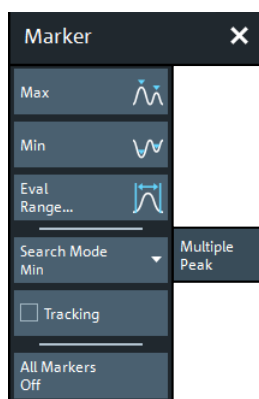 Marker
Max
Min
Eval
Range...
Search Mode
Min
Multiple
Peak
Tracking
All Markers
Off